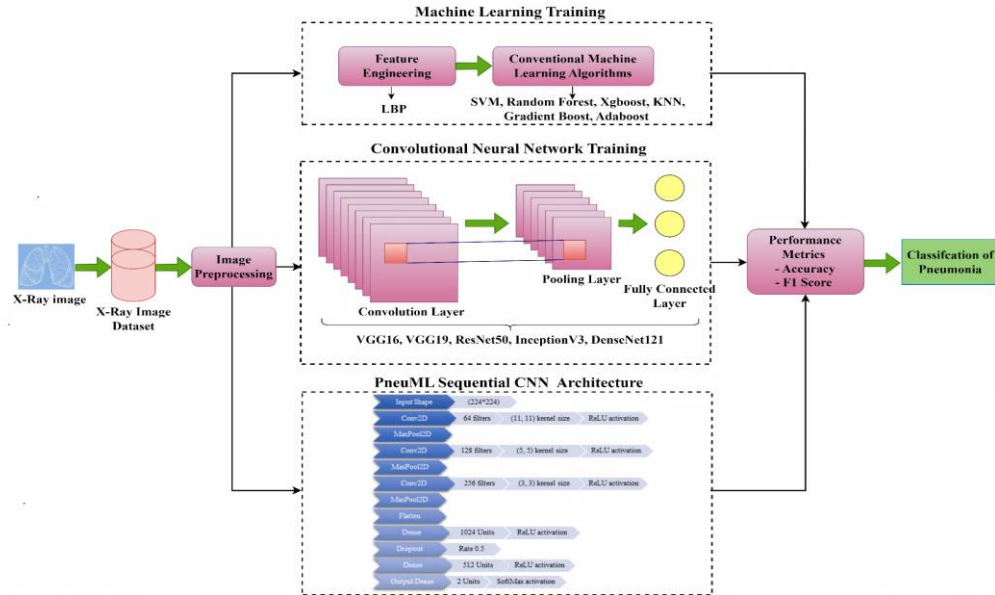 Machine Learning Training
Feature
Engineering
Conventional Machine
Learning Algorithms
LBP
SVM, Random Forest, Xgboost, KNN,
Gradient Boost, Adaboost
Convolutional Neural Network Training
Convolution Layer
Pooling Layer
Fully Connected
Layer
VGG16, VGG19, ResNet50, InceptionV3, DenseNet121
X-Ray image
X-Ray Image
Dataset
Image
Preprocessing
PneuML Sequential CNN Architecture
Input Shape (224*224)
Conv2D 64 filters (11, 11) kernel size ReLU activation
MaxPool2D
Conv2D 128 filters (5, 5) kernel size ReLU activation
MaxPool2D
Conv2D 256 filters (3, 3) kernel size ReLU activation
MaxPool2D
Flatten
Dense 1024 Units ReLU activation
Dropout Rate 0.5
Dense 512 Units ReLU activation
Output Dense 2 Units SoftMax activation
Performance
Metrics
- Accuracy
- F1 Score
Classifcation of
Pneumonia